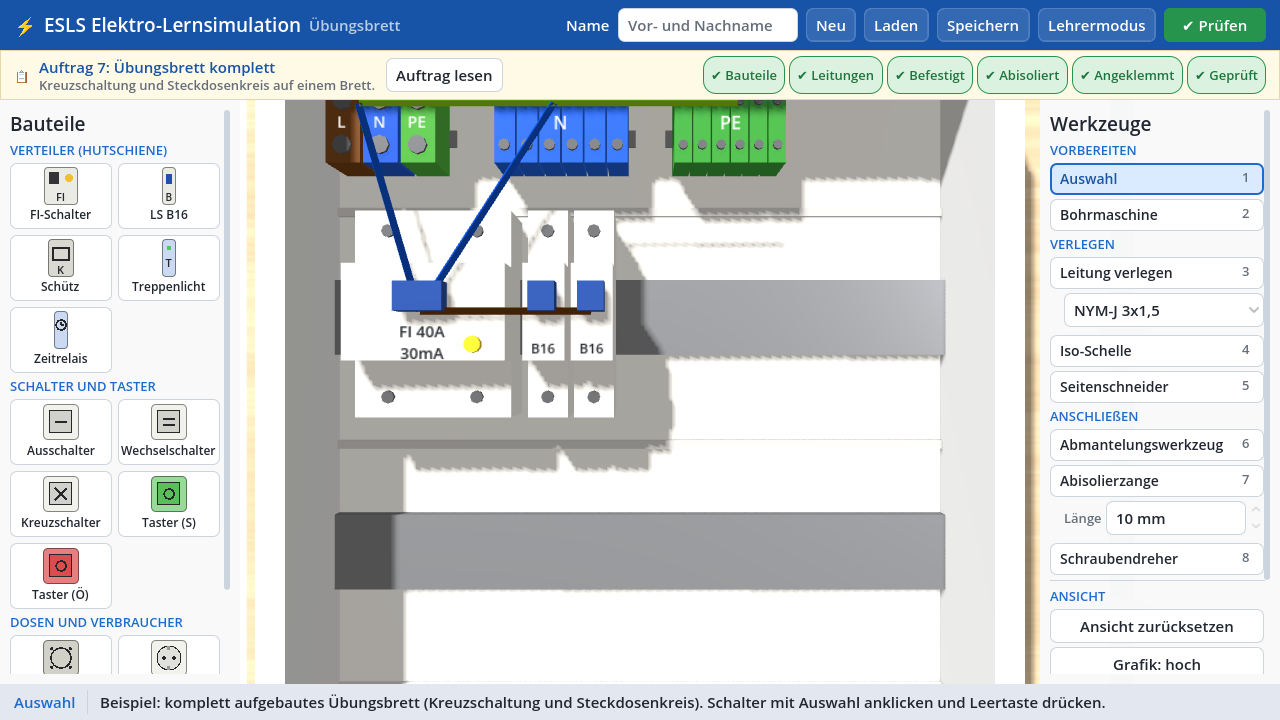 ⚡ ESLS Elektro-Lernsimulation Übungsbrett
Name Vor- und Nachname Neu Laden Speichern Lehrermodus ✔ Prüfen
Auftrag 7: Übungsbrett komplett
Kreuzschaltung und Steckdosenkreis auf einem Brett.
Auftrag lesen
✔ Bauteile ✔ Leitungen ✔ Befestigt ✔ Abisoliert ✔ Angeklemmt ✔ Geprüft
Bauteile
VERTEILER (HUTSCHIENE)
FI
FI-Schalter
B
LS B16
K
Schütz
T
Treppenlicht
Zeitrelais
SCHALTER UND TASTER
Ausschalter
Wechselschalter
Kreuzschalter
Taster (S)
Taster (Ö)
DOSEN UND VERBRAUCHER
L N PE N PE
FI 40A
30mA
B16 B16
Werkzeuge
VORBEREITEN
Auswahl 1
Bohrmaschine 2
VERLEGEN
Leitung verlegen 3
NYM-J 3x1,5
Iso-Schelle 4
Seitenschneider 5
ANSCHLIEẞEN
Abmantelungswerkzeug 6
Abisolierzange 7
Länge 10 mm
Schraubendreher 8
ANSICHT
Ansicht zurücksetzen
Grafik: hoch
Auswahl Beispiel: komplett aufgebautes Übungsbrett (Kreuzschaltung und Steckdosenkreis). Schalter mit Auswahl anklicken und Leertaste drücken.